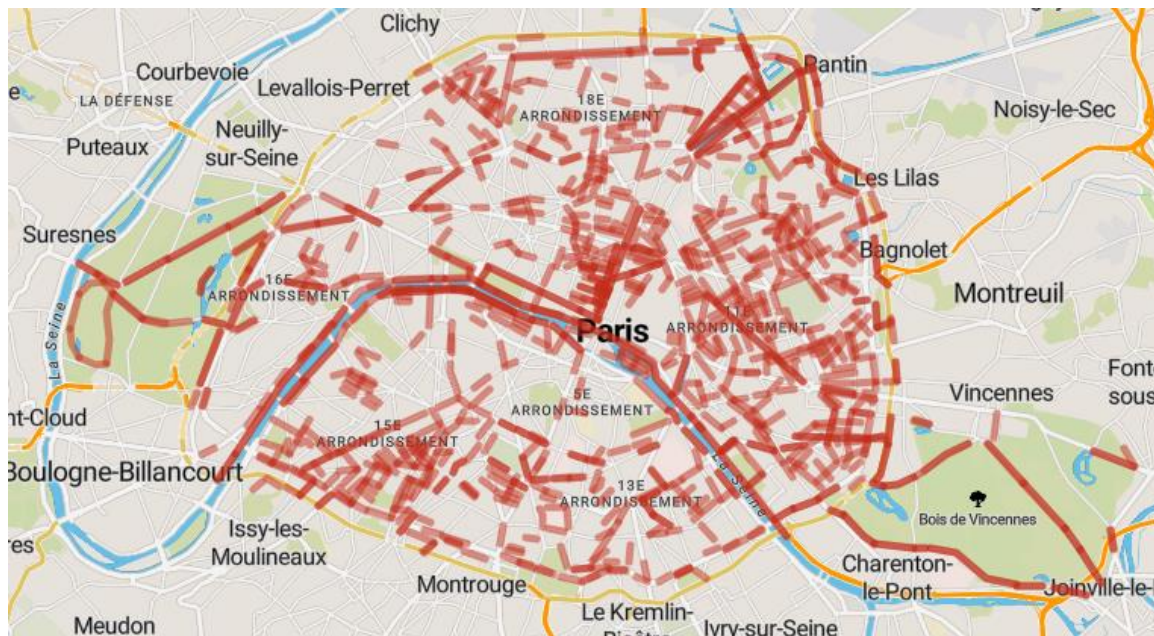 Clichy
Courbevoie
Pantin
LA DÉFENSE
Levallois-Perret
18E
ARRONDISSEMENT
Noisy-le-Sec
Puteaux
Neuilly-
sur-Seine
Les Lilas
Suresnes
Bagnolet
16E
ARRONDISSEMENT
Montreuil
La Seine
Paris
11E
ARRONDISSEMENT
Vincennes
Font-
sous
nt-Cloud
5E
ARRONDISSEMENT
15E
ARRONDISSEMENT
Boulogne-Billancourt
La Seine
13E
ARRONDISSEMENT
Bois de Vincennes
Issy-les-
Moulineaux
res
Charenton-
le-Pont
Joinville-le-
Montrouge
Le Kremlin-
Meudon
Ivry-sur-Seine